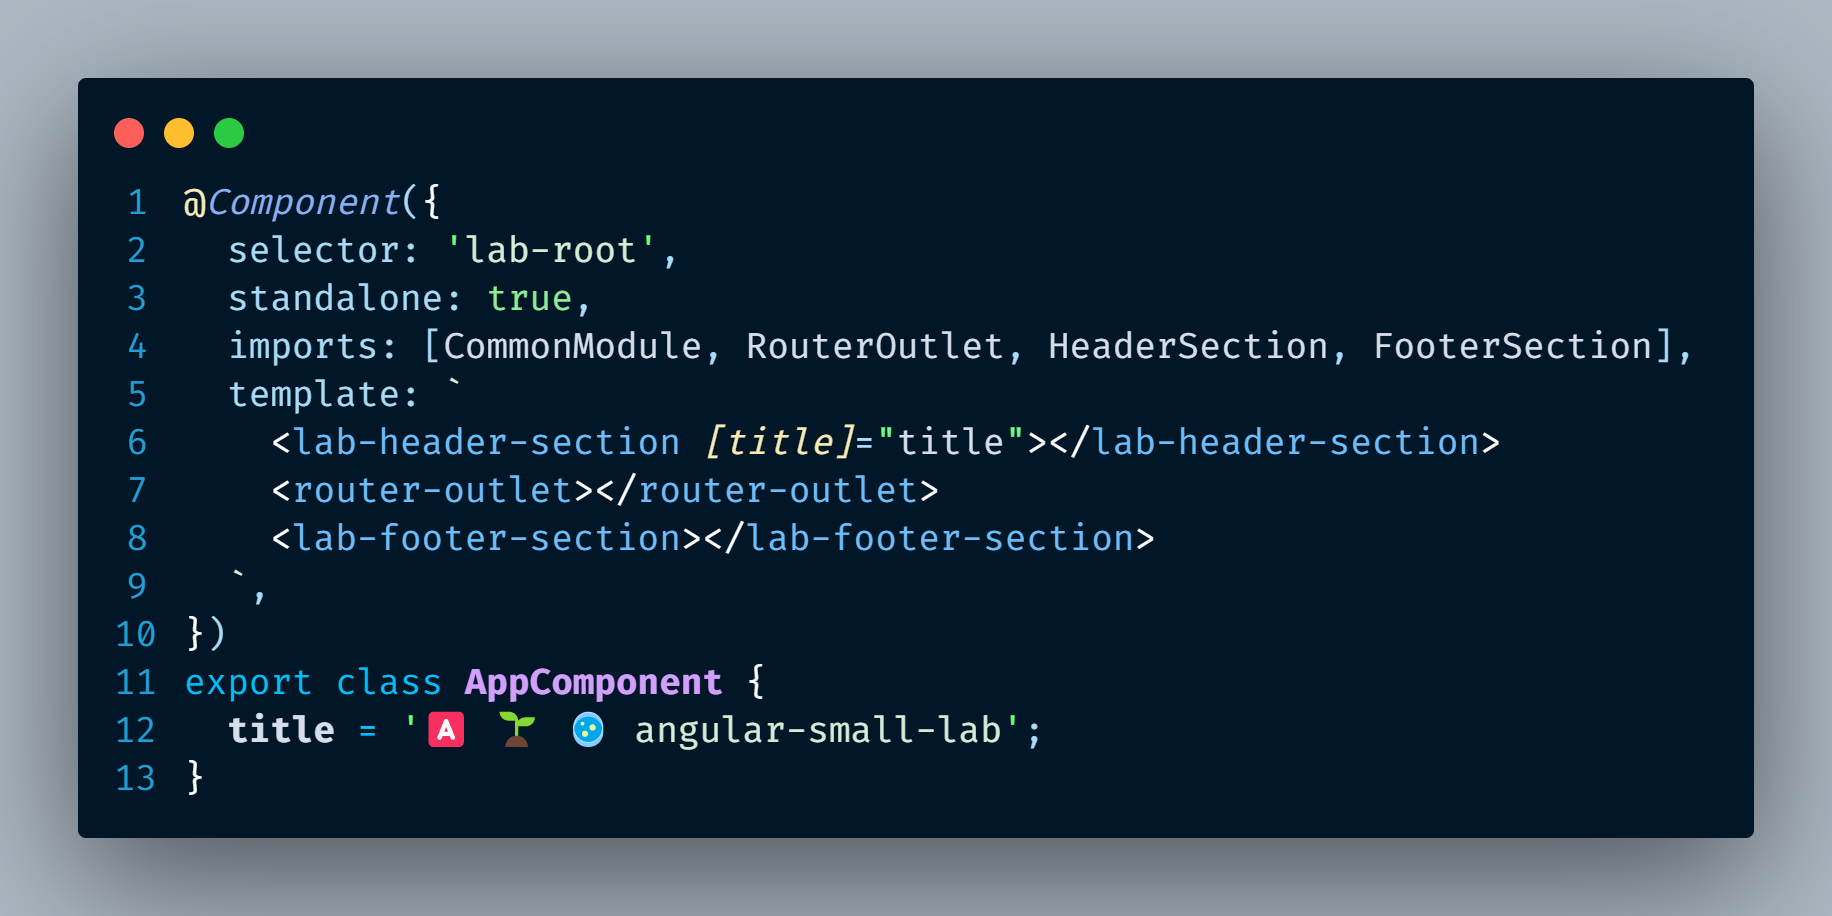 1 @Component({
2   selector: 'lab-root',
3   standalone: true,
4   imports: [CommonModule, RouterOutlet, HeaderSection, FooterSection],
5   template: `
6     <lab-header-section [title]="title"></lab-header-section>
7     <router-outlet></router-outlet>
8     <lab-footer-section></lab-footer-section>
9   `,
10 })
11 export class AppComponent {
12   title = '🅰️ 🌱 🧫 angular-small-lab';
13 }